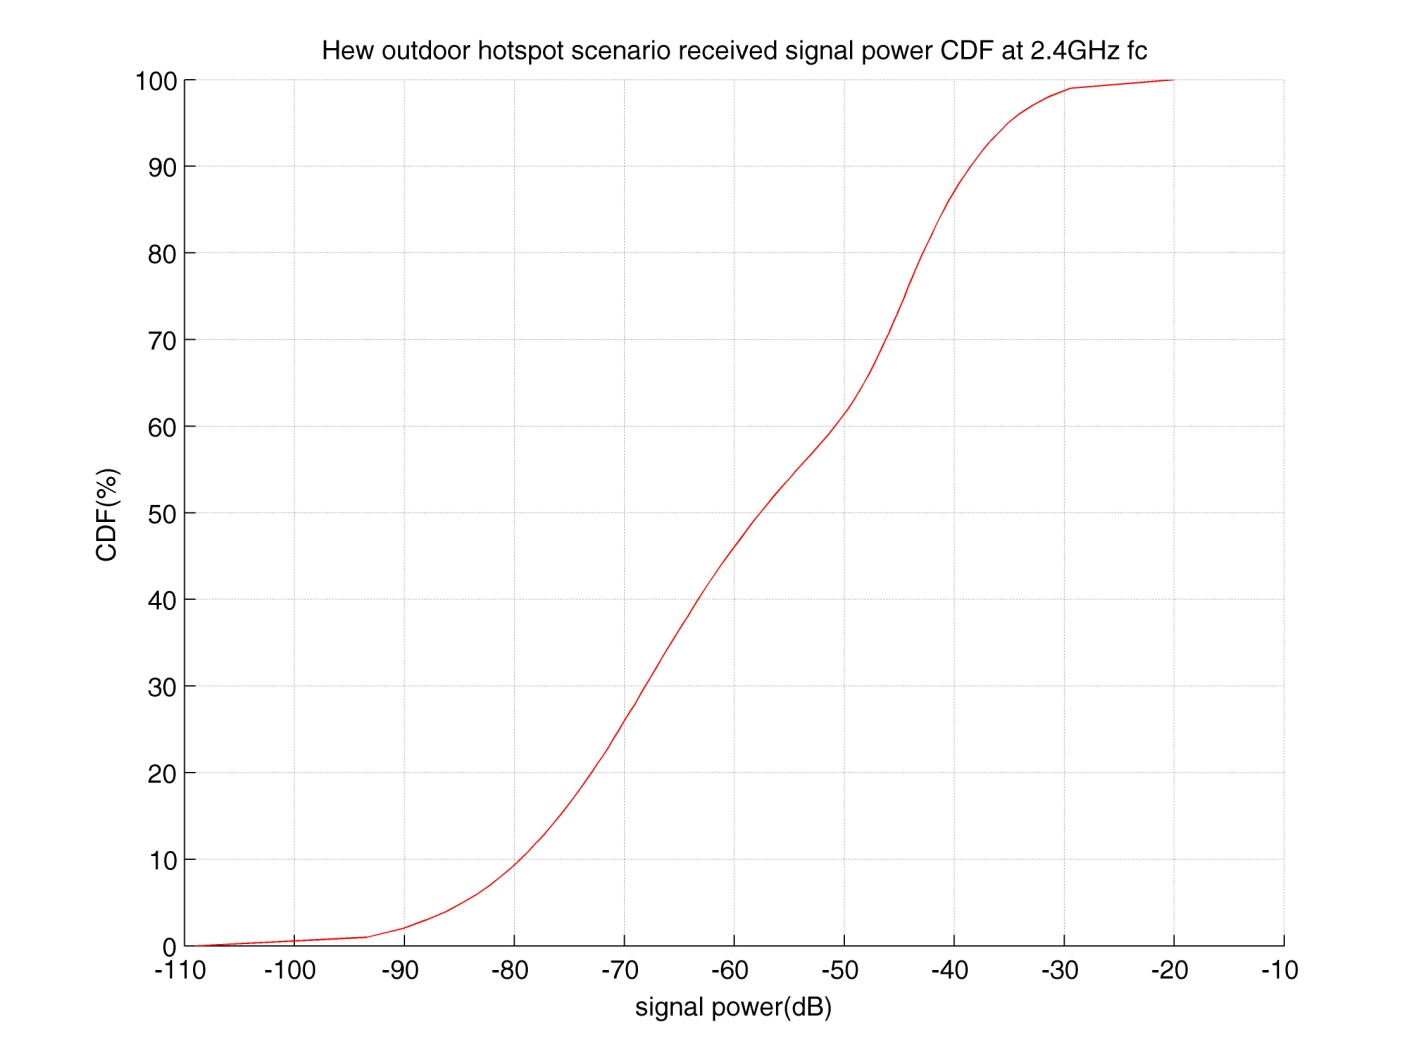 Hew outdoor hotspot scenario received signal power CDF at 2.4GHz fc
100
90
80
70
60
50
40
30
20
10
0
CDF(%)
-110 -100 -90 -80 -70 -60 -50 -40 -30 -20 -10
signal power(dB)